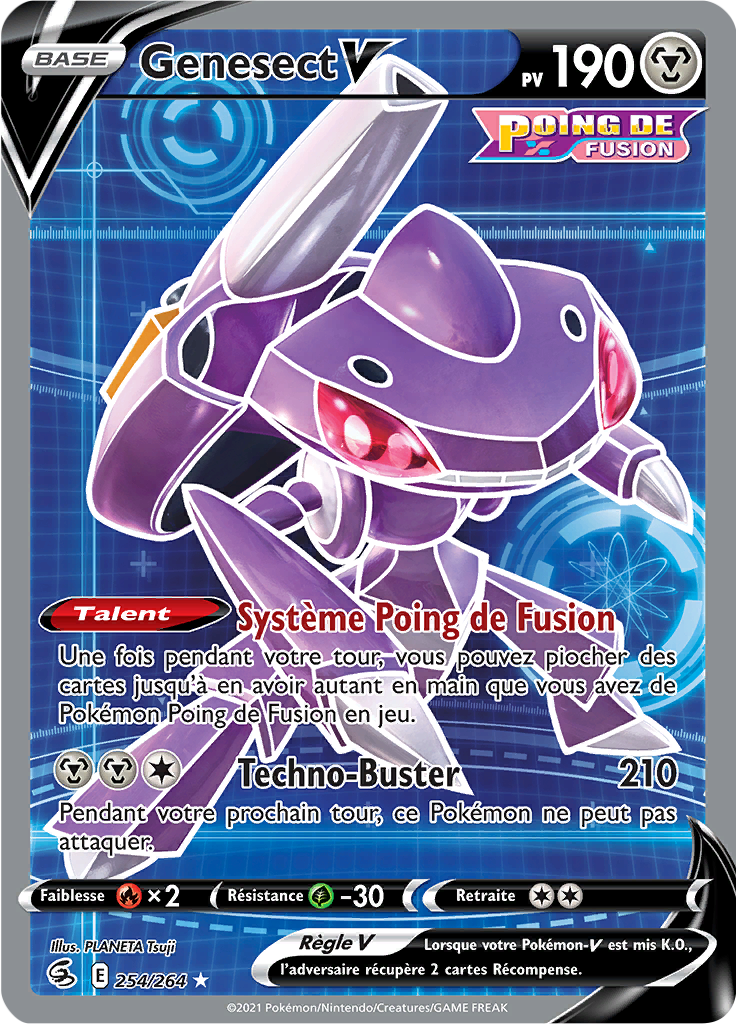 BASE Genesect V PV 190
POING DE
FUSION
Talent Système Poing de Fusion
Une fois pendant votre tour, vous pouvez piocher des
cartes jusqu'à en avoir autant en main que vous avez de
Pokémon Poing de Fusion en jeu.
Techno-Buster 210
Pendant votre prochain tour, ce Pokémon ne peut pas
attaquer.
Faiblesse ×2 Résistance -30 Retraite
Illus. PLANETA Tsuji
Règle V Lorsque votre Pokémon-V est mis K.O.,
l'adversaire récupère 2 cartes Récompense.
E 254/264
©2021 Pokémon/Nintendo/Creatures/GAME FREAK